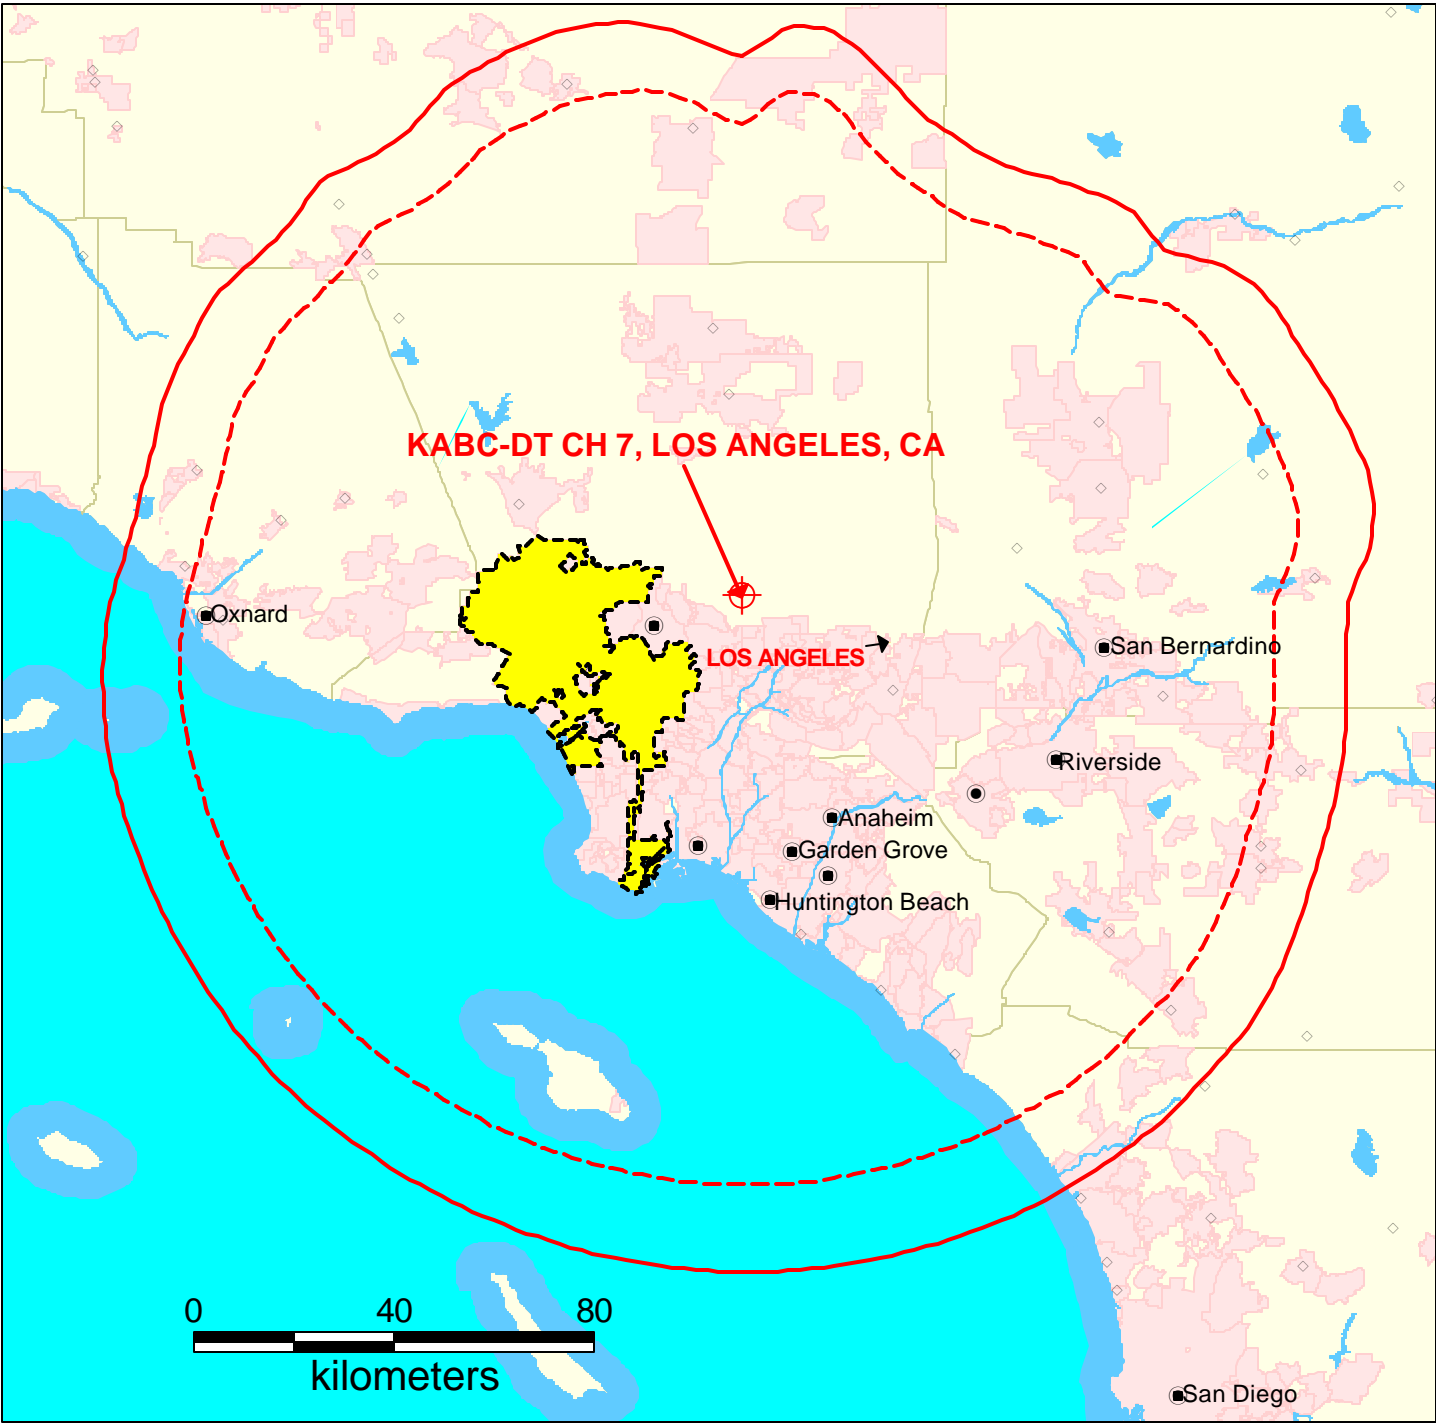 KABC-DT CH 7, LOS ANGELES, CA
Oxnard
LOS ANGELES
San Bernardino
Riverside
Anaheim
Garden Grove
Huntington Beach
0 40 80
kilometers
San Diego